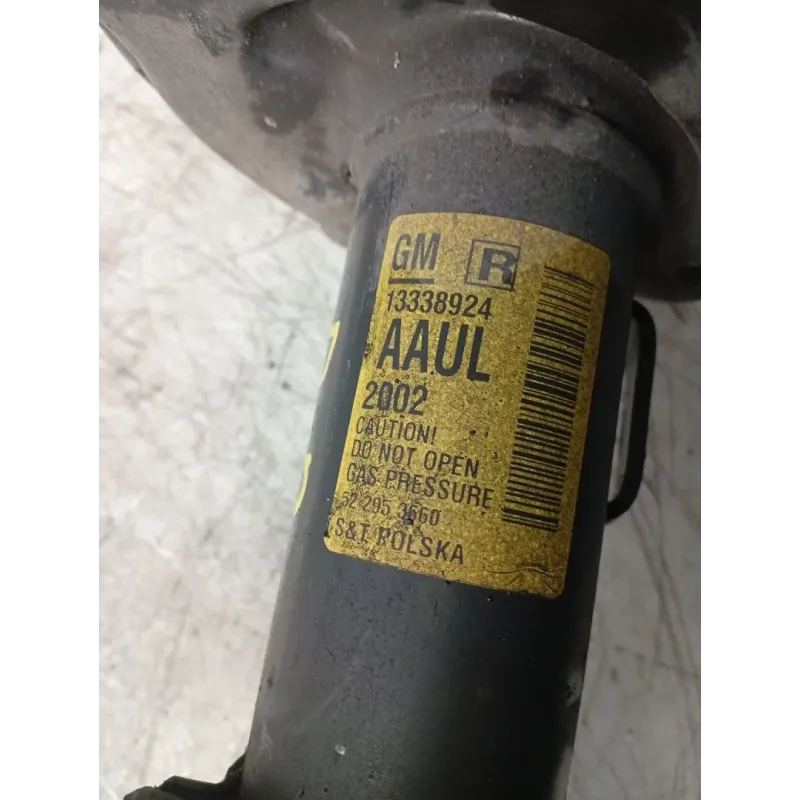 GM R
13338924
AAUL
2002
CAUTION!
DO NOT OPEN
GAS PRESSURE
52 295 3660
S&T POLSKA